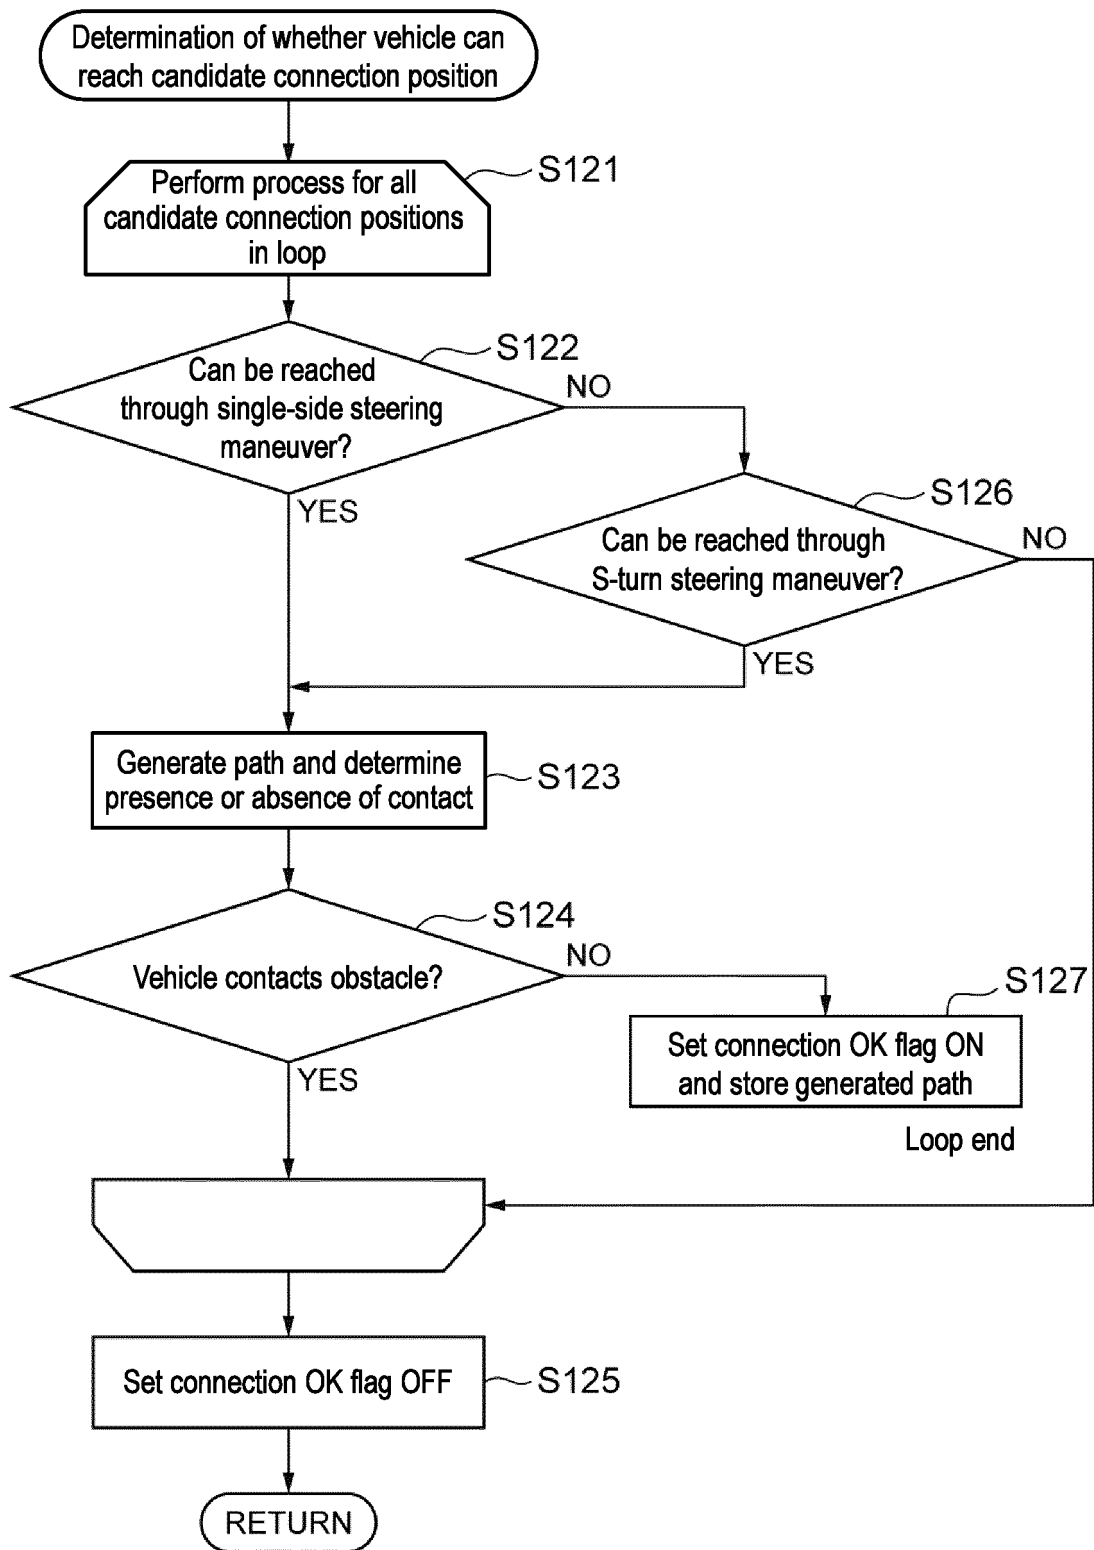 Determination of whether vehicle can
reach candidate connection position
S121
Perform process for all
candidate connection positions
in loop
S122
Can be reached
through single-side steering
maneuver?
NO
YES
S126
Can be reached through
S-turn steering maneuver?
NO
YES
Generate path and determine
presence or absence of contact
S123
S124
Vehicle contacts obstacle?
NO
YES
S127
Set connection OK flag ON
and store generated path
Loop end
Set connection OK flag OFF
S125
RETURN